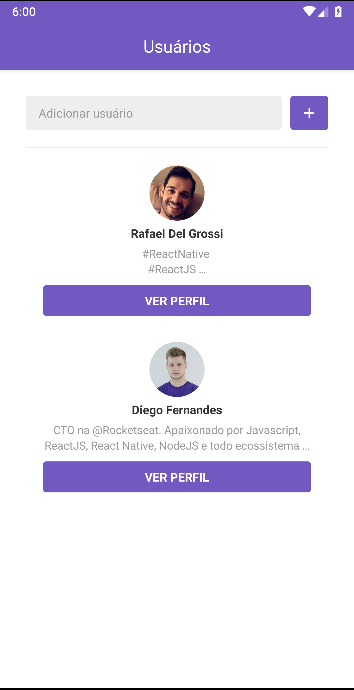 6:00
Usuários
Adicionar usuário
+
Rafael Del Grossi
#ReactNative
#ReactJS ...
VER PERFIL
Diego Fernandes
CTO na @Rocketseat. Apaixonado por Javascript,
ReactJS, React Native, NodeJS e todo ecossistema ...
VER PERFIL